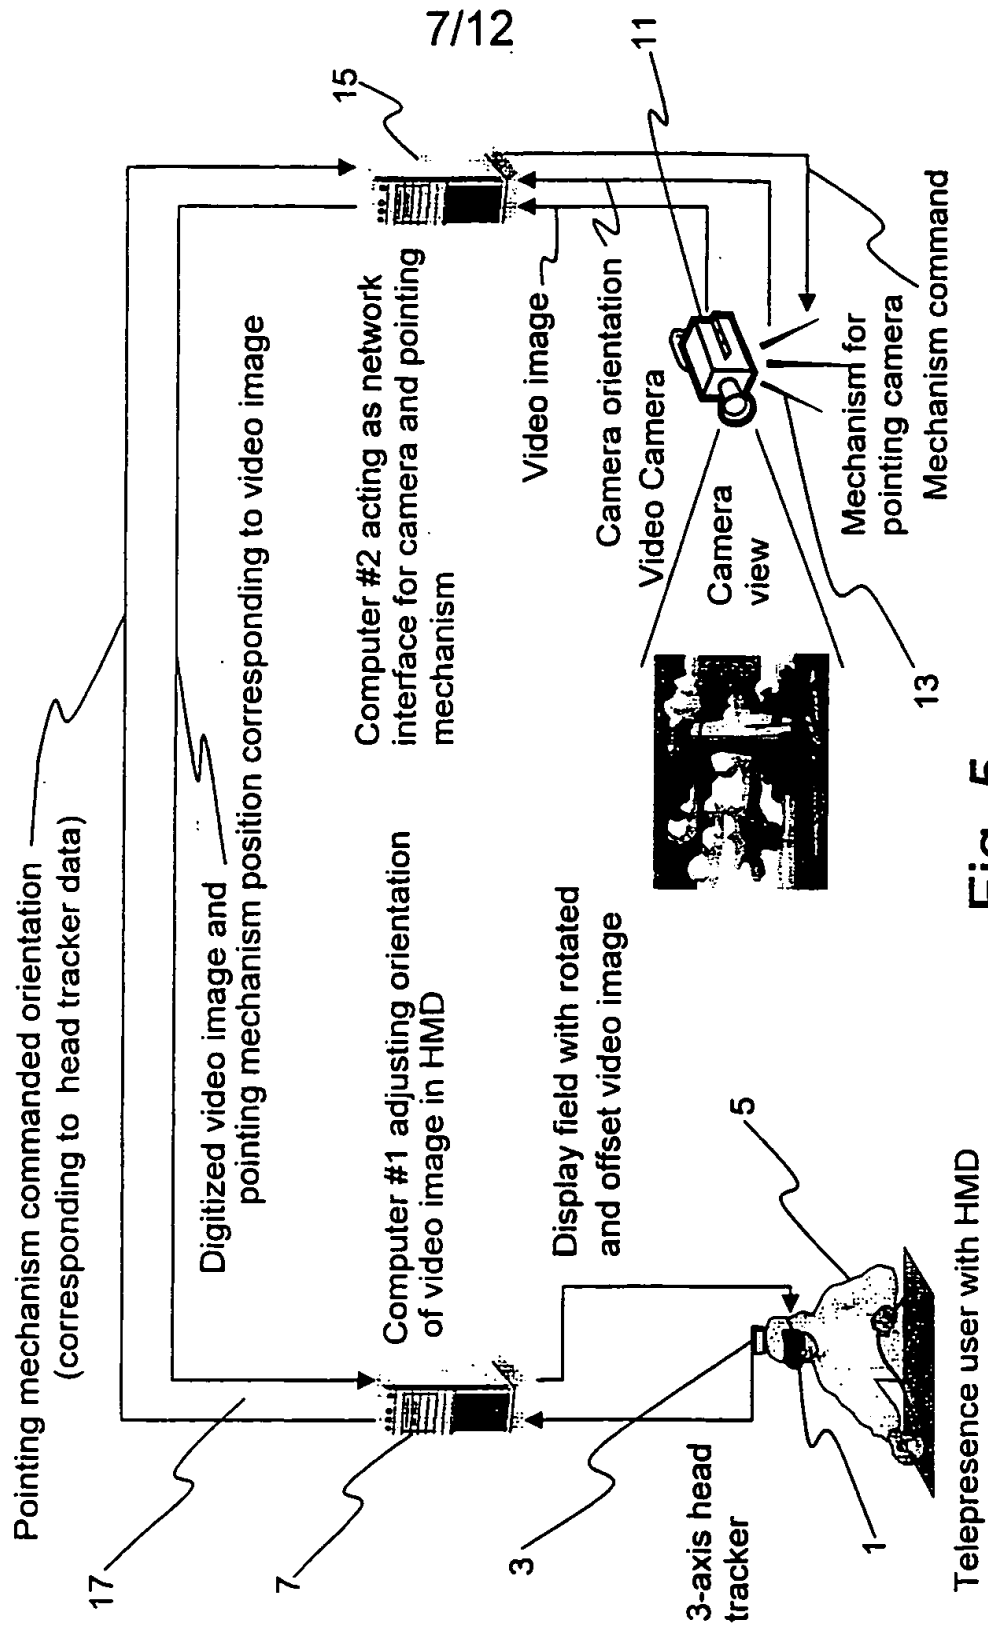 7/12
Pointing mechanism commanded orientation
(corresponding to head tracker data)
Digitized video image and
pointing mechanism position corresponding to video image
17
7
Computer #1 adjusting orientation
of video image in HMD
Computer #2 acting as network
interface for camera and pointing
mechanism
15
Display field with rotated
and offset video image
Video image
Camera orientation
Video Camera
11
Camera
view
3
3-axis head
tracker
1
5
Mechanism for
pointing camera
Mechanism command
13
Telepresence user with HMD
Fig. 5